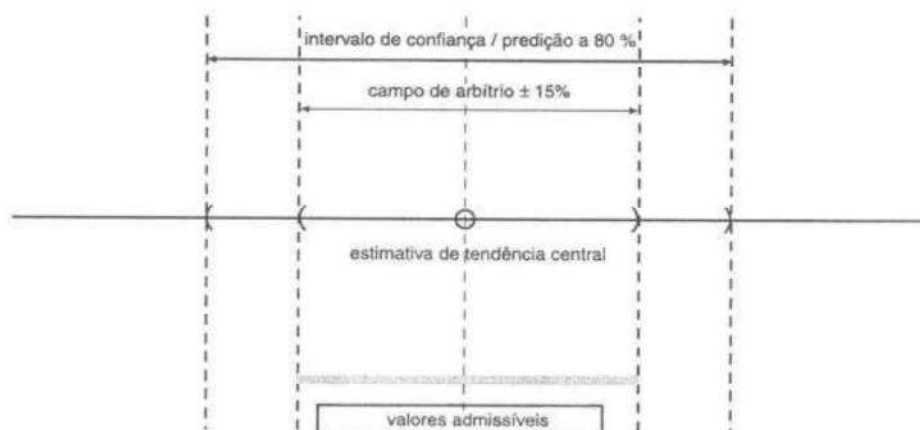 intervalo de confiança / predição a 80 %
campo de arbítrio ± 15%
estimativa de tendência central
valores admissíveis